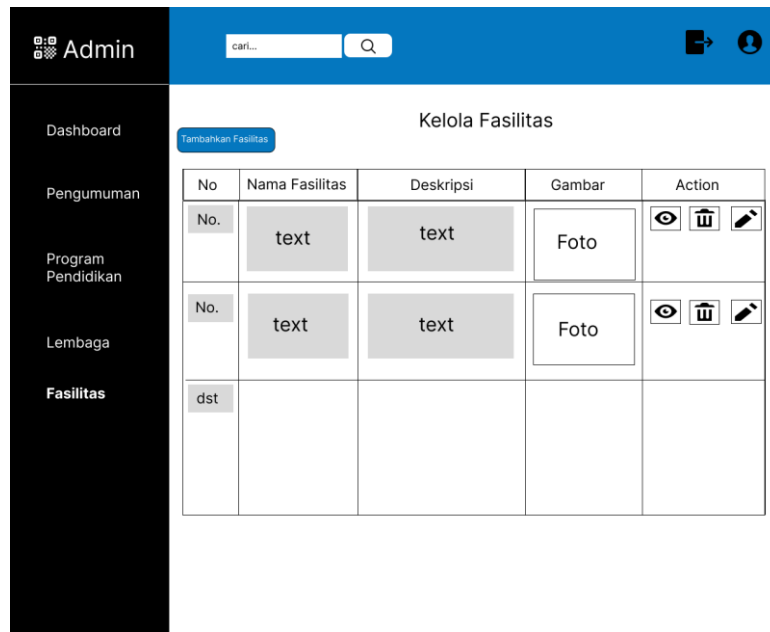 Admin
cari...
Dashboard
Pengumuman
Program
Pendidikan
Lembaga
Fasilitas
Kelola Fasilitas
Tambahkan Fasilitas
No Nama Fasilitas Deskripsi Gambar Action
No. text text Foto
No. text text Foto
dst